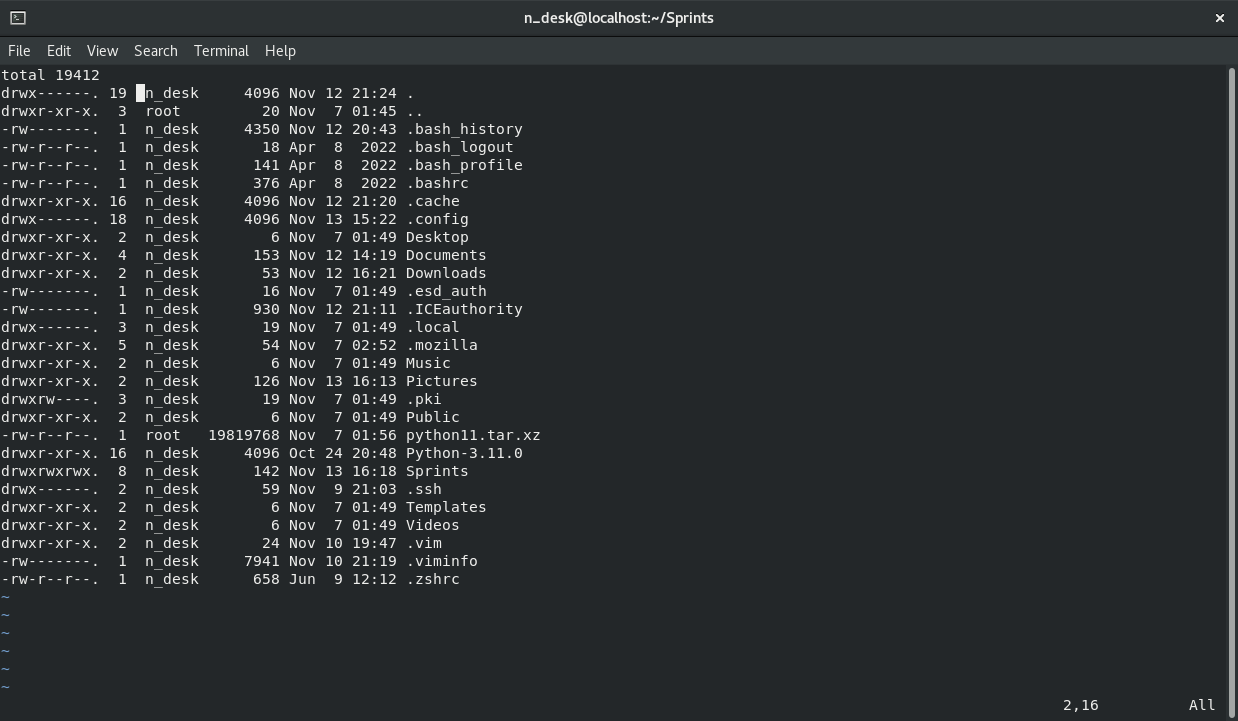 n_desk@localhost:~/Sprints
File Edit View Search Terminal Help
total 19412
drwx------. 19  n_desk     4096 Nov 12 21:24 .
drwxr-xr-x.  3  root         20 Nov  7 01:45 ..
-rw-------.  1  n_desk     4350 Nov 12 20:43 .bash_history
-rw-r--r--.  1  n_desk       18 Apr  8  2022 .bash_logout
-rw-r--r--.  1  n_desk      141 Apr  8  2022 .bash_profile
-rw-r--r--.  1  n_desk      376 Apr  8  2022 .bashrc
drwxr-xr-x. 16  n_desk     4096 Nov 12 21:20 .cache
drwx------. 18  n_desk     4096 Nov 13 15:22 .config
drwxr-xr-x.  2  n_desk        6 Nov  7 01:49 Desktop
drwxr-xr-x.  4  n_desk      153 Nov 12 14:19 Documents
drwxr-xr-x.  2  n_desk       53 Nov 12 16:21 Downloads
-rw-------.  1  n_desk       16 Nov  7 01:49 .esd_auth
-rw-------.  1  n_desk      930 Nov 12 21:11 .ICEauthority
drwx------.  3  n_desk       19 Nov  7 01:49 .local
drwxr-xr-x.  5  n_desk       54 Nov  7 02:52 .mozilla
drwxr-xr-x.  2  n_desk        6 Nov  7 01:49 Music
drwxr-xr-x.  2  n_desk      126 Nov 13 16:13 Pictures
drwxrw----.  3  n_desk       19 Nov  7 01:49 .pki
drwxr-xr-x.  2  n_desk        6 Nov  7 01:49 Public
-rw-r--r--.  1  root   19819768 Nov  7 01:56 python11.tar.xz
drwxr-xr-x. 16  n_desk     4096 Oct 24 20:48 Python-3.11.0
drwxrwxrwx.  8  n_desk      142 Nov 13 16:18 Sprints
drwx------.  2  n_desk       59 Nov  9 21:03 .ssh
drwxr-xr-x.  2  n_desk        6 Nov  7 01:49 Templates
drwxr-xr-x.  2  n_desk        6 Nov  7 01:49 Videos
drwxr-xr-x.  2  n_desk       24 Nov 10 19:47 .vim
-rw-------.  1  n_desk     7941 Nov 10 21:19 .viminfo
-rw-r--r--.  1  n_desk      658 Jun  9 12:12 .zshrc
~
~
~
~
~
~
2,16 All